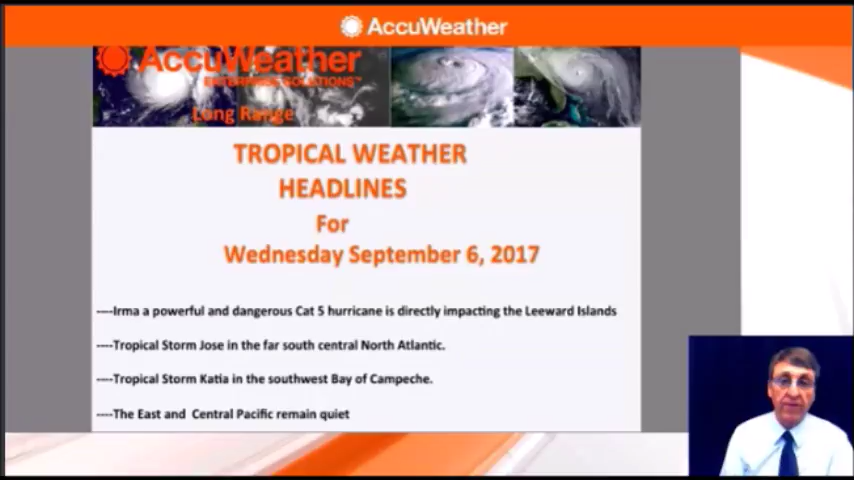 AccuWeather
AccuWeather
ENTERPRISE SOLUTIONS™
Long Range
TROPICAL WEATHER
HEADLINES
For
Wednesday September 6, 2017
----Irma a powerful and dangerous Cat 5 hurricane is directly impacting the Leeward Islands
----Tropical Storm Jose in the far south central North Atlantic.
----Tropical Storm Katia in the southwest Bay of Campeche.
----The East and Central Pacific remain quiet